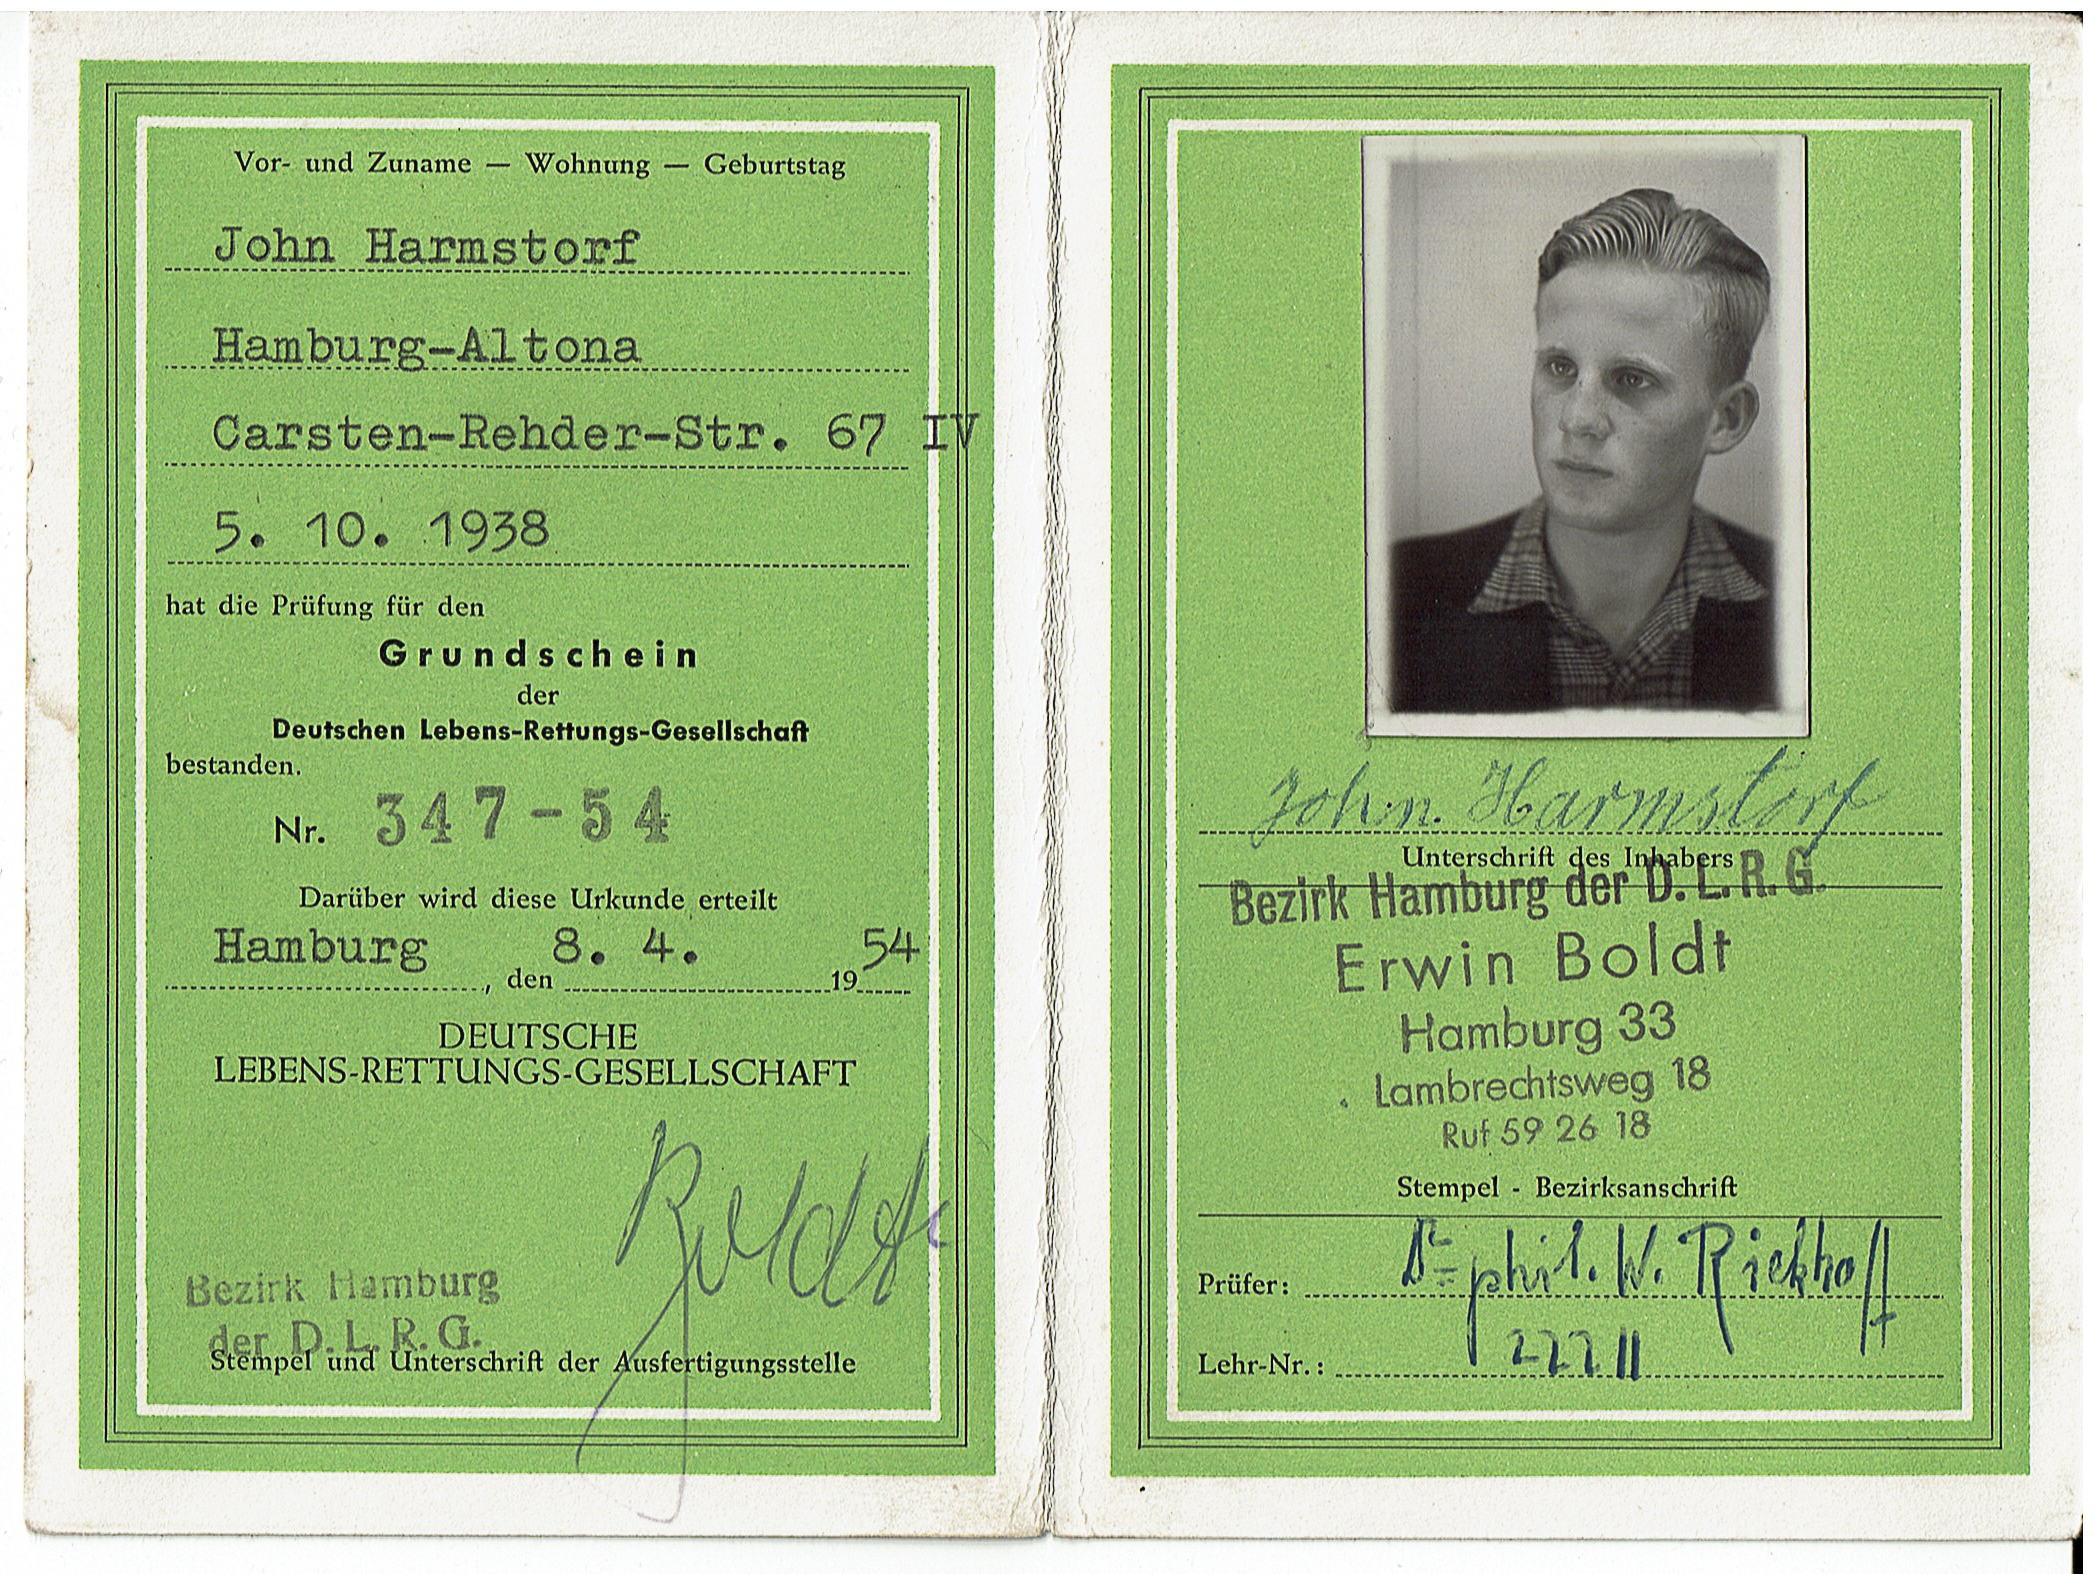 Vor- und Zuname — Wohnung — Geburtstag
John Harmstorf
Hamburg-Altona
Carsten-Rehder-Str. 67 IV
5. 10. 1938
hat die Prüfung für den
Grundschein
der
Deutschen Lebens-Rettungs-Gesellschaft
bestanden.
Nr. 347-54
Darüber wird diese Urkunde erteilt
Hamburg, den 8. 4. 1954
DEUTSCHE
LEBENS-RETTUNGS-GESELLSCHAFT
Boldt
Bezirk Hamburg
der D.L.R.G.
Stempel und Unterschrift der Ausfertigungsstelle
John. Harmstorf
Unterschrift des Inhabers
Bezirk Hamburg der D.L.R.G.
Erwin Boldt
Hamburg 33
Lambrechtsweg 18
Ruf 59 26 18
Stempel - Bezirksanschrift
Prüfer: Dr. phil. W. Riekhoff
Lehr-Nr.: 22211